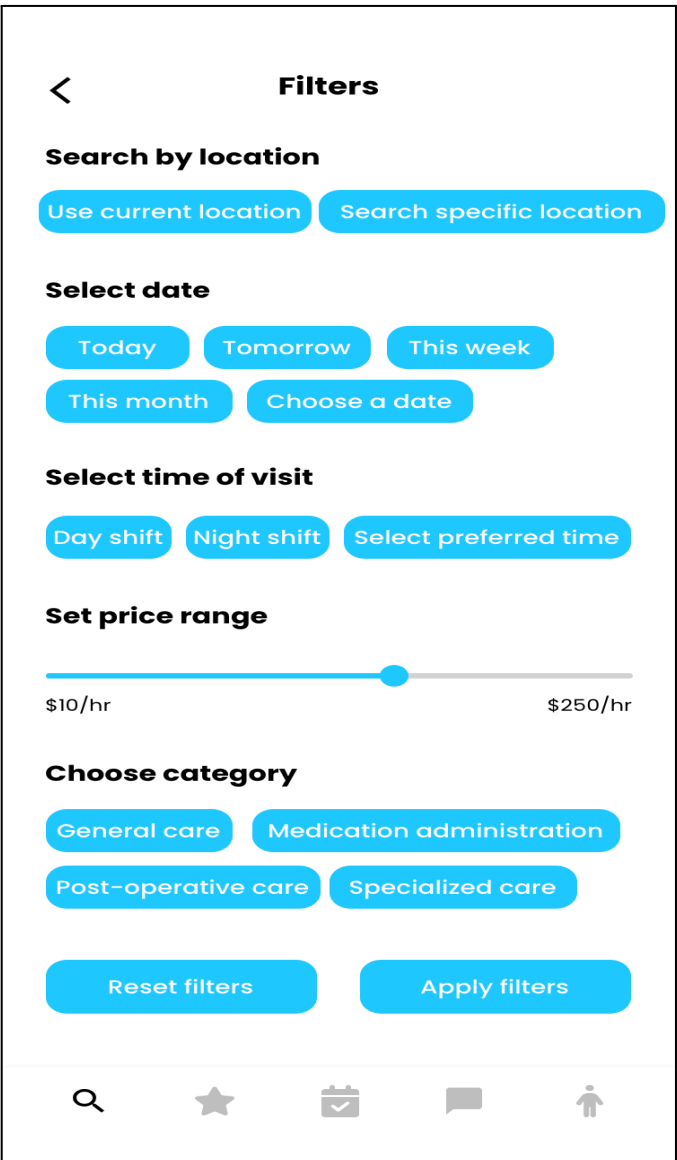 Filters
Search by location
Use current location Search specific location
Select date
Today Tomorrow This week
This month Choose a date
Select time of visit
Day shift Night shift Select preferred time
Set price range
$10/hr $250/hr
Choose category
General care Medication administration
Post-operative care Specialized care
Reset filters Apply filters